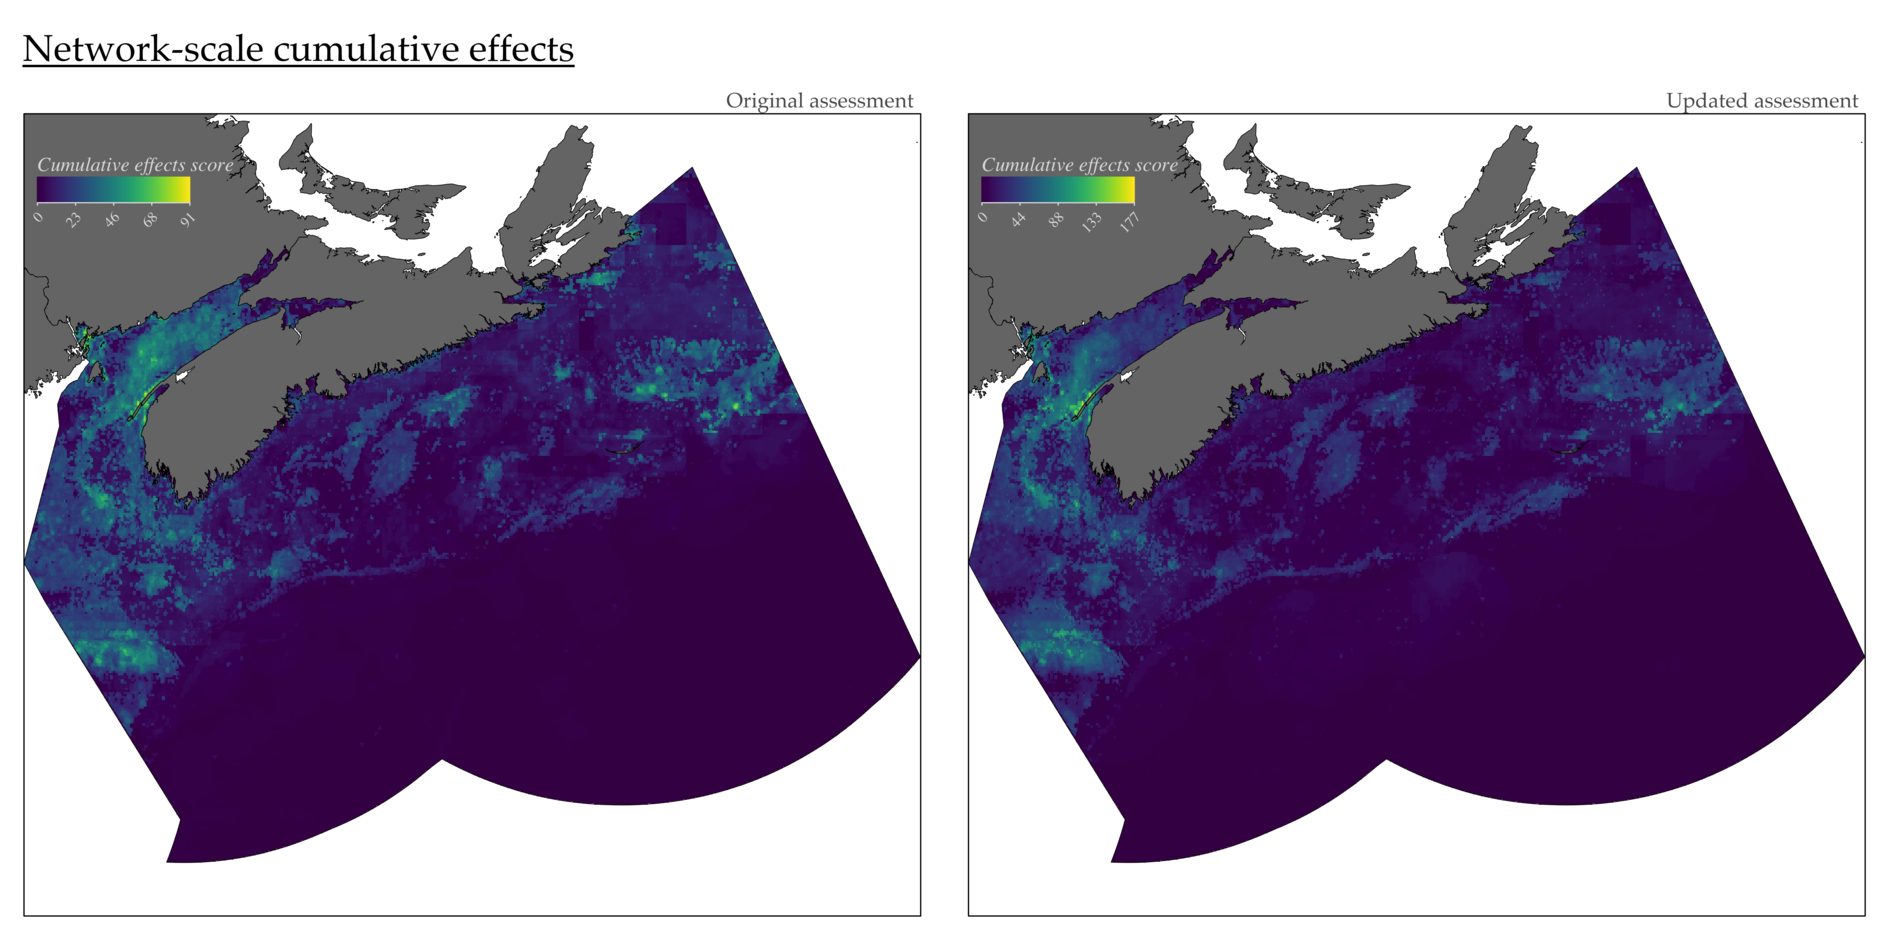 Network-scale cumulative effects
Original assessment
Cumulative effects score
0 23 46 68 91
Updated assessment
Cumulative effects score
0 44 88 133 177